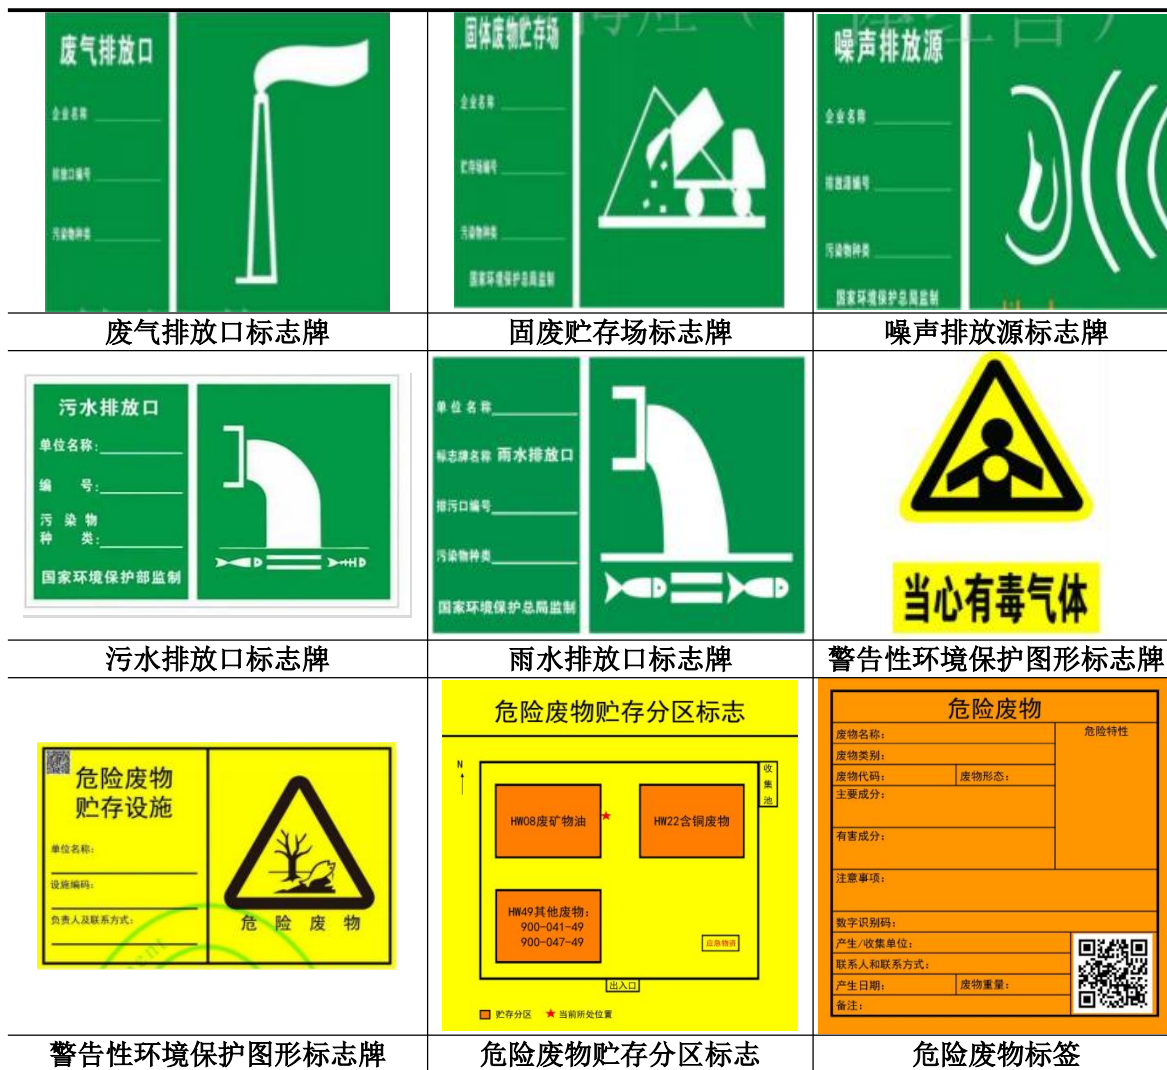 废气排放口
企业名称
排放口编号
污染物种类
固体废物贮存场
企业名称
贮存场编号
污染物种类
国家环境保护总局监制
噪声排放源
企业名称
排放源编号
污染物种类
国家环境保护总局监制
废气排放口标志牌
固废贮存场标志牌
噪声排放源标志牌
污水排放口
单位名称:
编 号:
污 染 物
种 类:
国家环境保护部监制
单位名称
标志牌名称 雨水排放口
排污口编号
污染物种类
国家环境保护总局监制
当心有毒气体
污水排放口标志牌
雨水排放口标志牌
警告性环境保护图形标志牌
危险废物
贮存设施
单位名称:
设施编码:
负责人及联系方式:
危 险 废 物
危险废物贮存分区标志
N
收集池
HW08废矿物油
HW22含铜废物
HW49其他废物:
900-041-49
900-047-49
应急物资
出入口
贮存分区 当前所处位置
危险废物
废物名称:
危险特性
废物类别:
废物代码: 废物形态:
主要成分:
有害成分:
注意事项:
数字识别码:
产生/收集单位:
联系人和联系方式:
产生日期: 废物重量:
备注:
警告性环境保护图形标志牌
危险废物贮存分区标志
危险废物标签